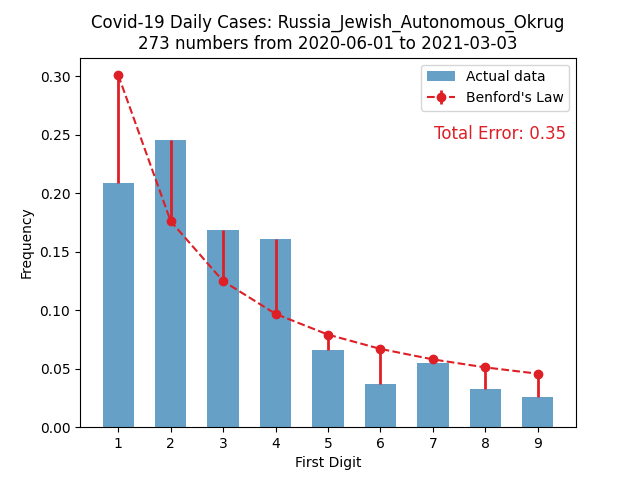 Covid-19 Daily Cases: Russia_Jewish_Autonomous_Okrug
273 numbers from 2020-06-01 to 2021-03-03
Actual data
Benford's Law
Total Error: 0.35
Frequency
0.30
0.25
0.20
0.15
0.10
0.05
0.00
1 2 3 4 5 6 7 8 9
First Digit